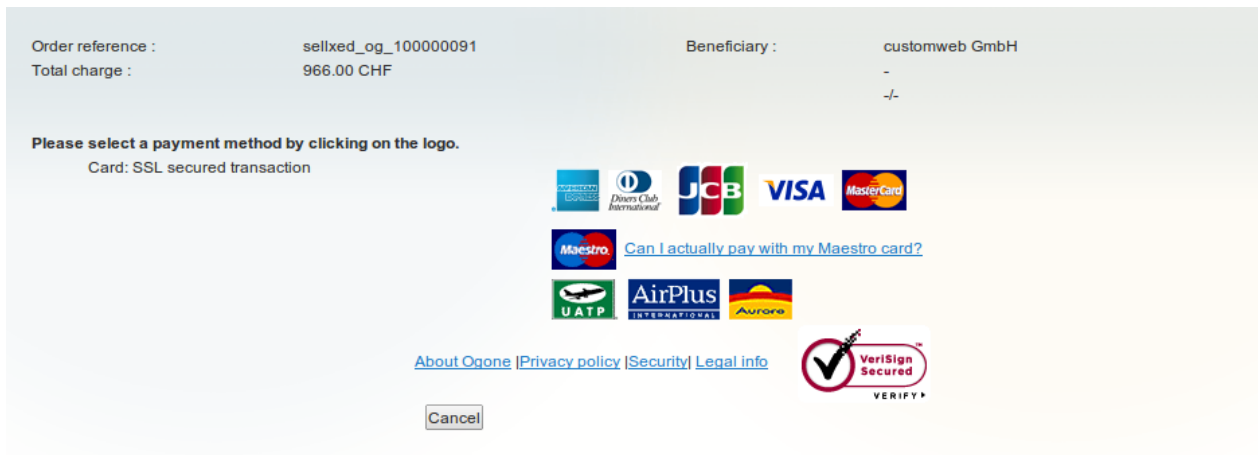 Order reference : sellxed_og_100000091 Beneficiary : customweb GmbH
Total charge : 966.00 CHF -
-/-
Please select a payment method by clicking on the logo.
Card: SSL secured transaction
AMERICAN EXPRESS Diners Club International JCB VISA MasterCard
Maestro Can I actually pay with my Maestro card?
UATP AirPlus INTERNATIONAL Aurore
About Ogone |Privacy policy |Security| Legal info
VeriSign™
Secured
VERIFY
Cancel